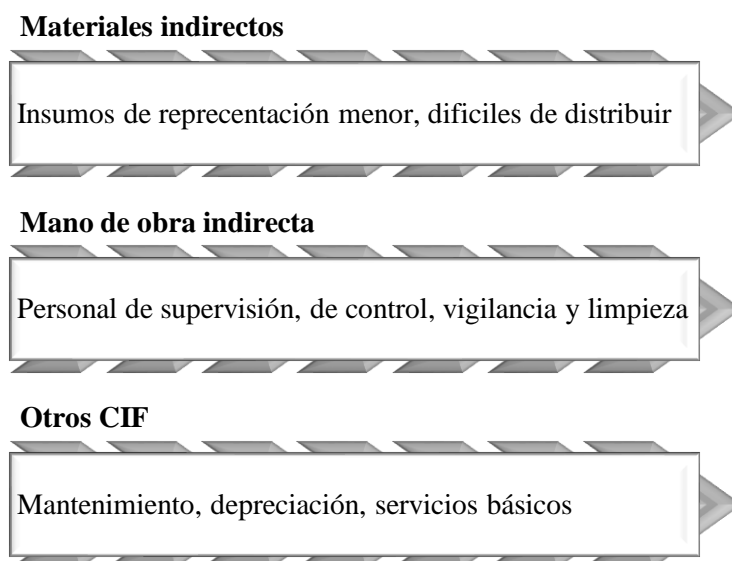 Materiales indirectos
Insumos de reprecentación menor, dificiles de distribuir
Mano de obra indirecta
Personal de supervisión, de control, vigilancia y limpieza
Otros CIF
Mantenimiento, depreciación, servicios básicos